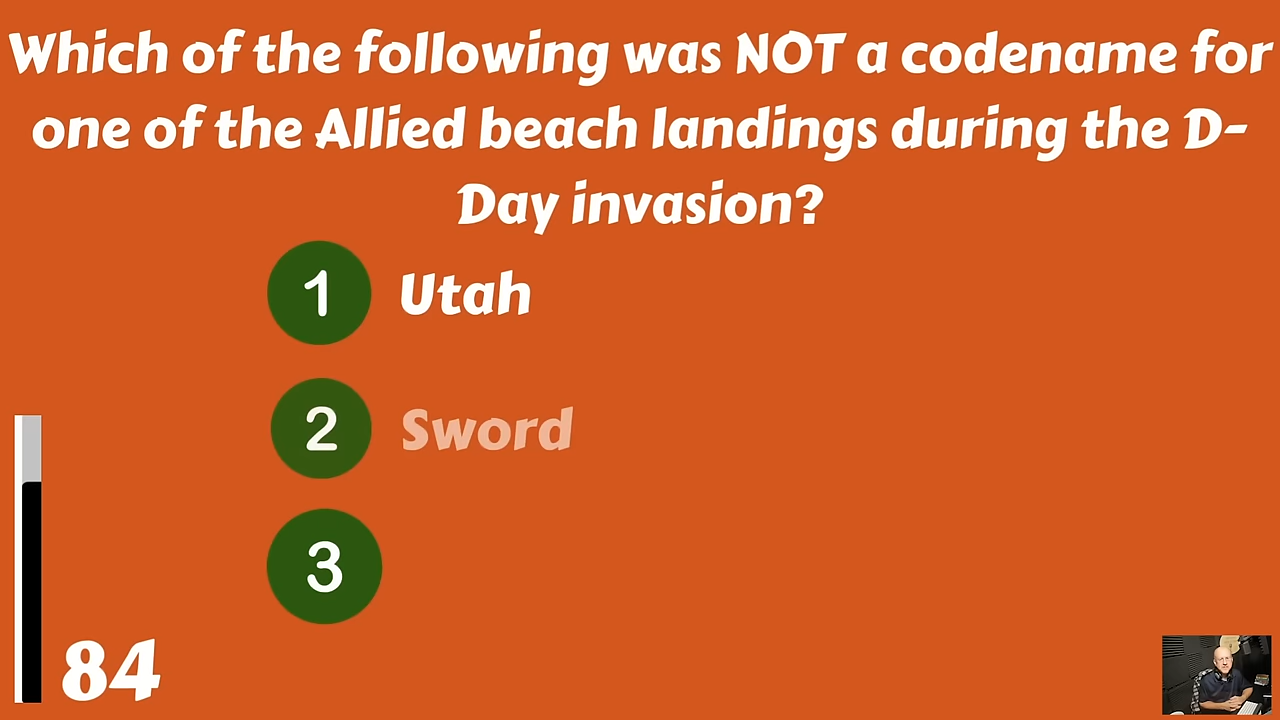 Which of the following was NOT a codename for
one of the Allied beach landings during the D-
Day invasion?
1 Utah
2 Sword
3
84